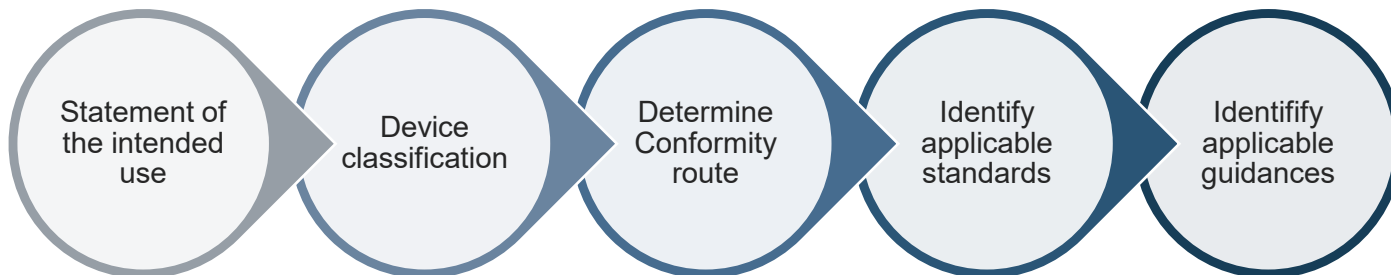 Statement of
the intended
use
Device
classification
Determine
Conformity
route
Identify
applicable
standards
Identifify
applicable
guidances